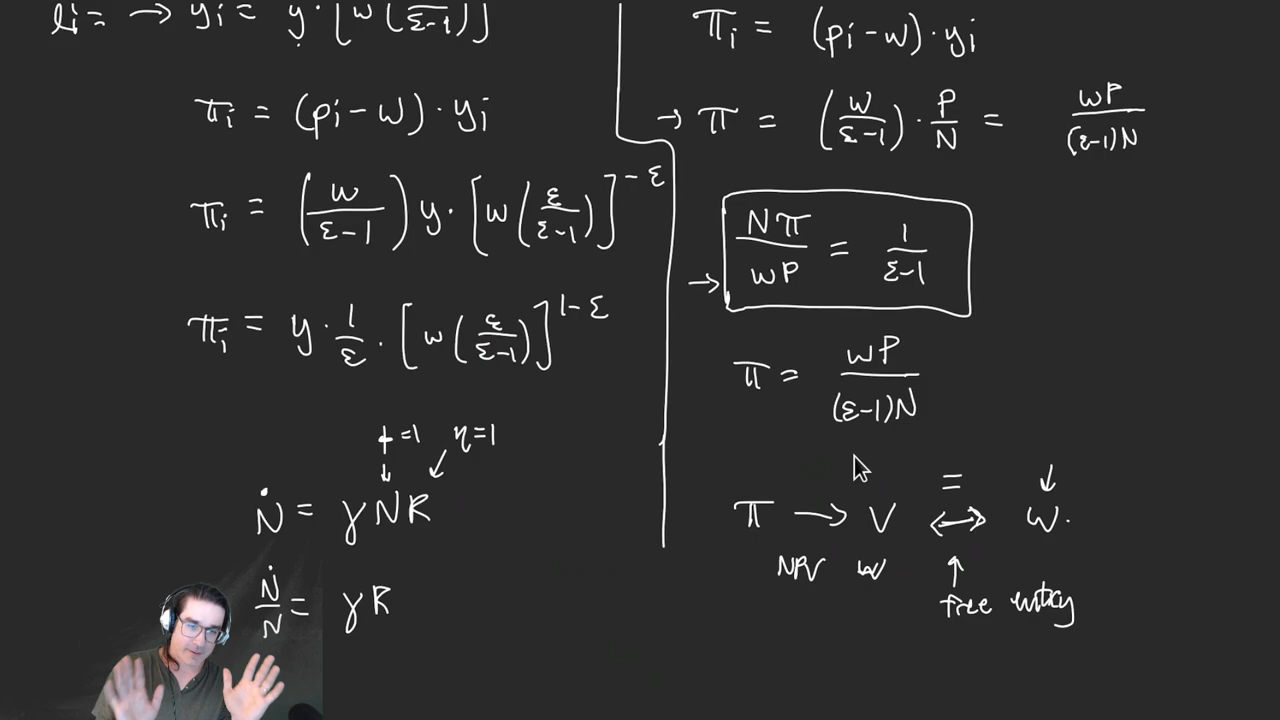 li = → yi = y · [w (ε/(ε-1))]
πi = (pi - w) · yi
πi = (w/(ε-1)) y · [w (ε/(ε-1))]^(-ε)
πi = y · 1/ε · [w (ε/(ε-1))]^(1-ε)
ϕ=1 η=1
↓ ↙
Ṅ = γNR
Ṅ/N = γR
πi = (pi - w) · yi
→ π = (w/(ε-1)) · P/N = wP/((ε-1)N)
→ Nπ/wP = 1/(ε-1)
π = wP/((ε-1)N)
= ↓
π → V ↔ w.
NPV ↑
free entry